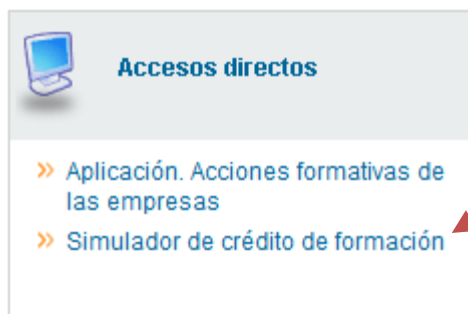 Accesos directos
» Aplicación. Acciones formativas de
las empresas
» Simulador de crédito de formación